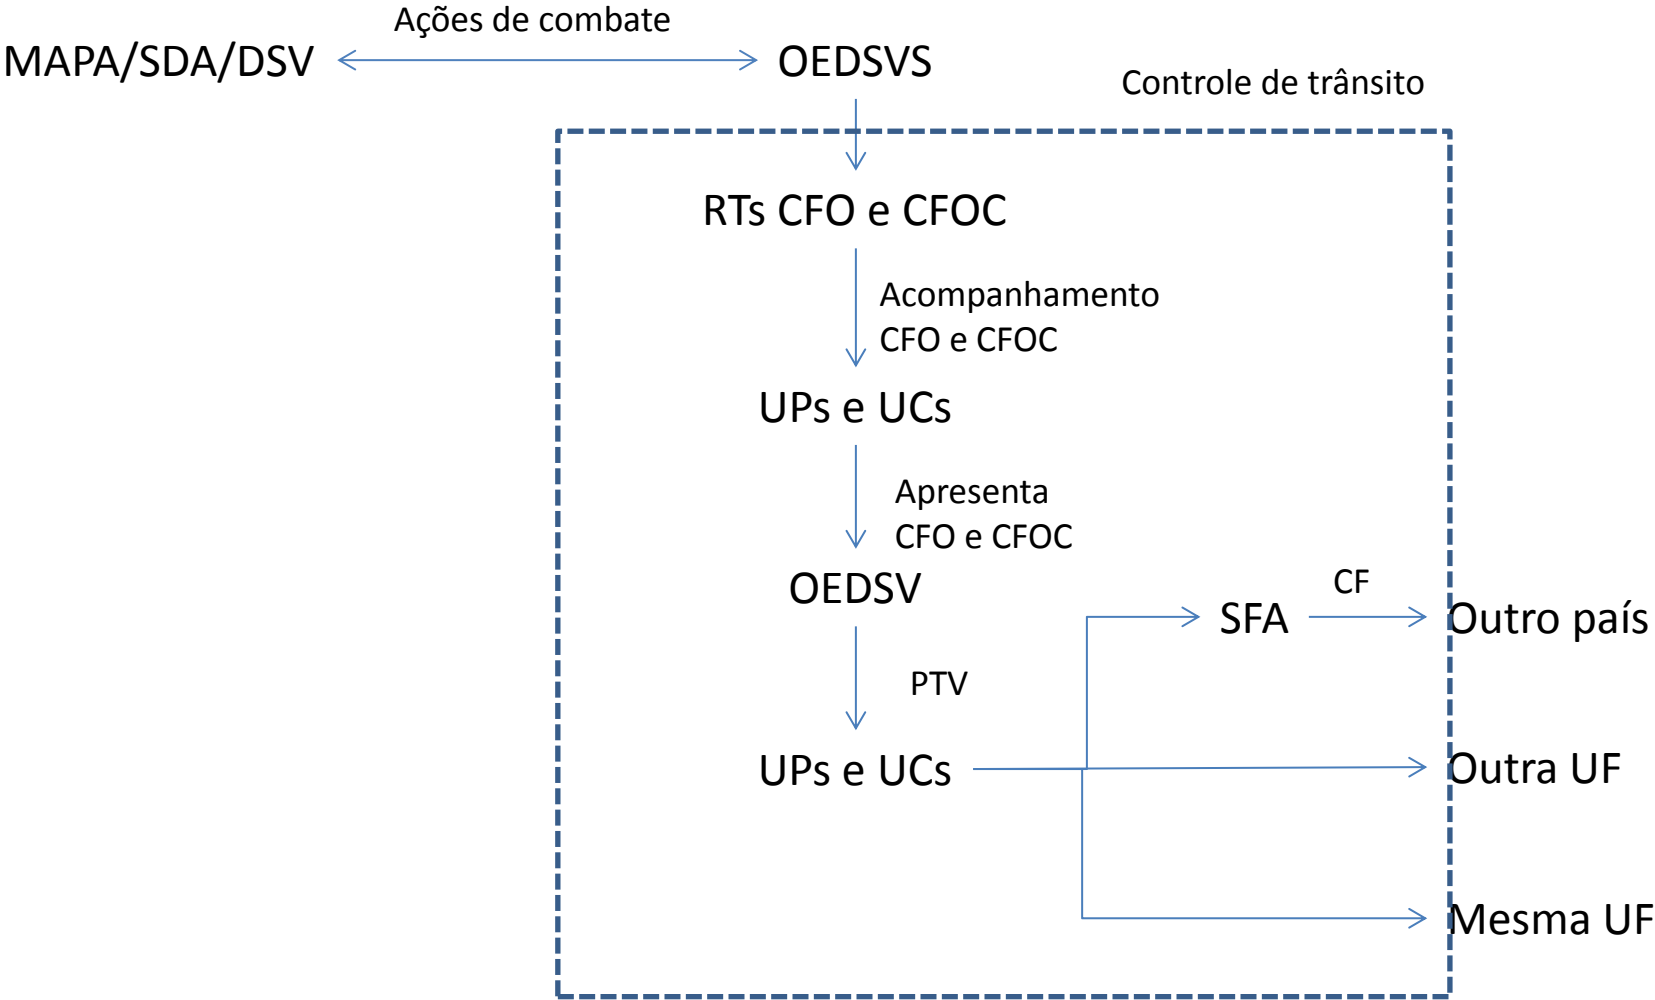 Ações de combate
MAPA/SDA/DSV
OEDSVS
Controle de trânsito
RTs CFO e CFOC
Acompanhamento
CFO e CFOC
UPs e UCs
Apresenta
CFO e CFOC
OEDSV
CF
SFA
Outro país
PTV
UPs e UCs
Outra UF
Mesma UF